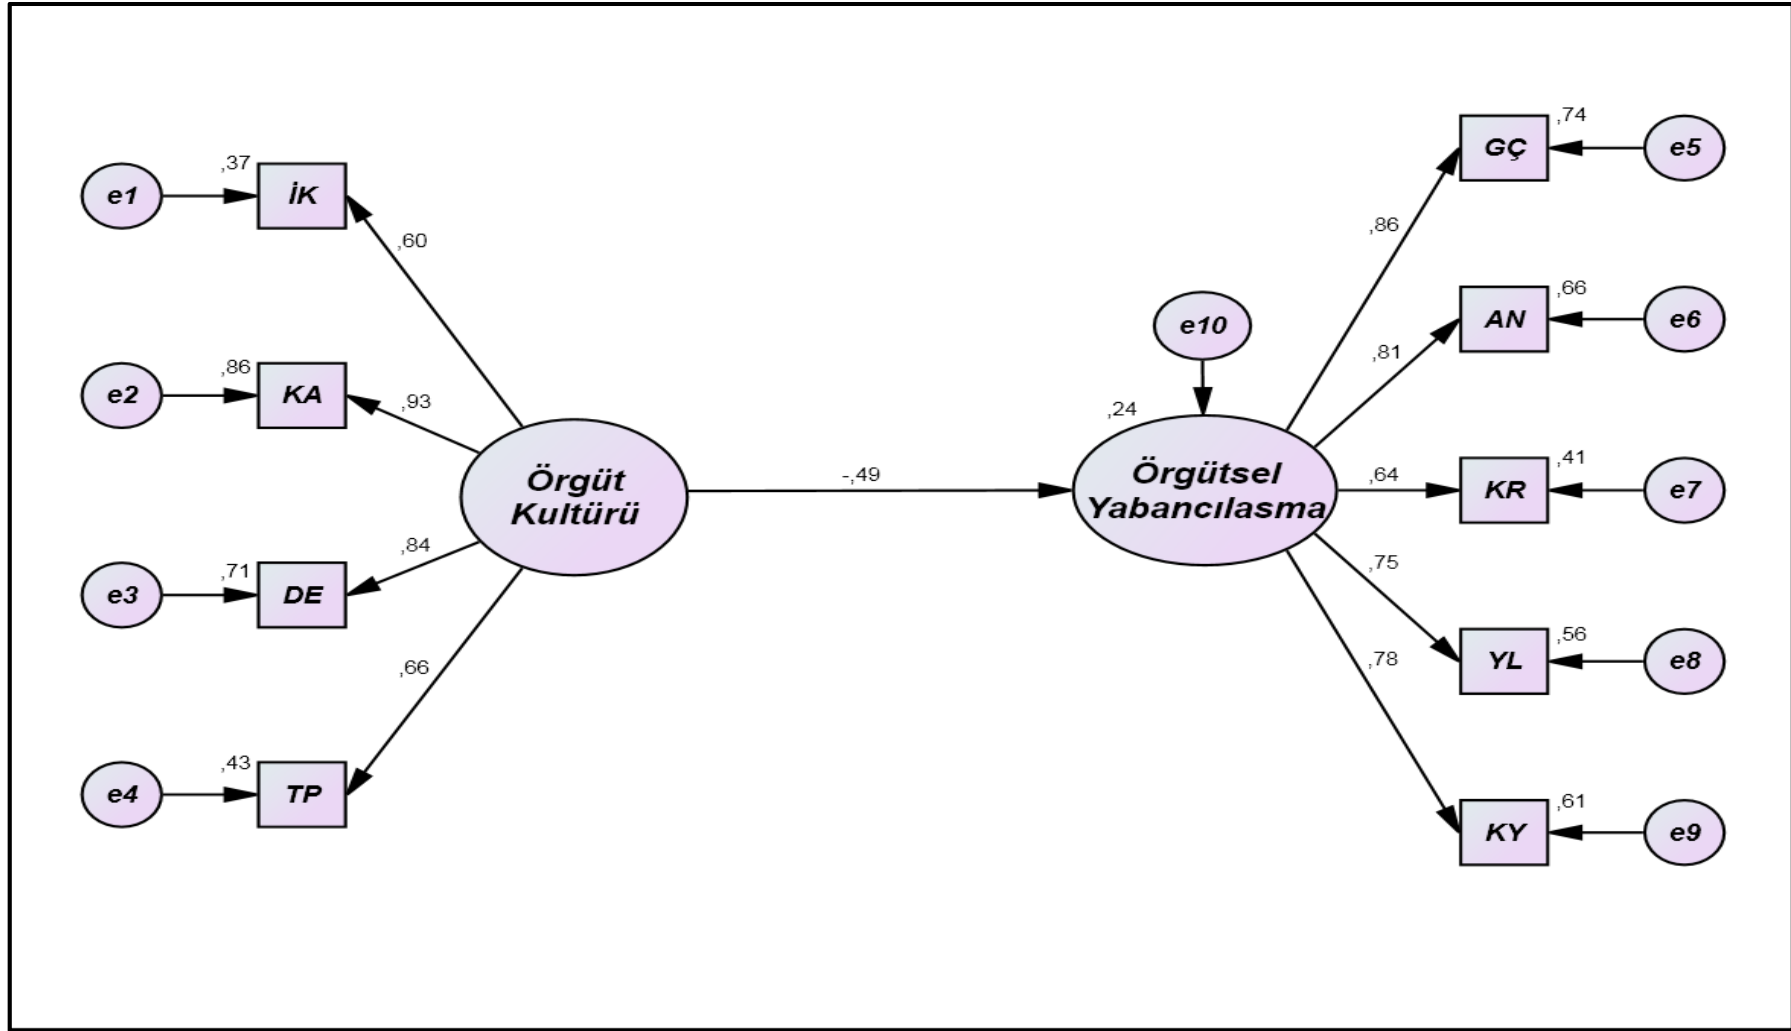 ,37
e1
İK
,60
,86
e2
KA
,93
Örgüt
Kultürü
,71
e3
DE
,84
,43
e4
TP
,66
-,49
e10
,24
Örgütsel
Yabancılasma
,86
GÇ
,74
e5
,81
AN
,66
e6
,64
KR
,41
e7
,75
YL
,56
e8
,78
KY
,61
e9